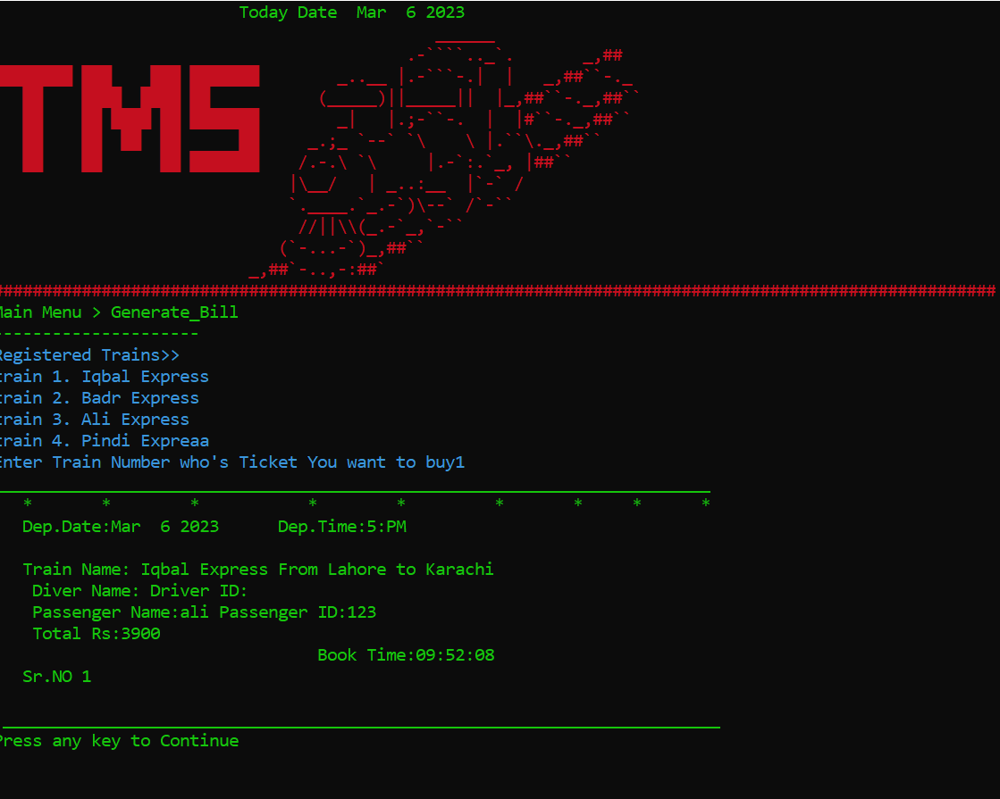 Today Date  Mar  6 2023
TMS
Main Menu > Generate_Bill
Registered Trains>>
train 1. Iqbal Express
train 2. Badr Express
train 3. Ali Express
train 4. Pindi Expreaa
Enter Train Number who's Ticket You want to buy1
* * * * * * * * *
Dep.Date:Mar  6 2023      Dep.Time:5:PM
Train Name: Iqbal Express From Lahore to Karachi
Diver Name: Driver ID:
Passenger Name:ali Passenger ID:123
Total Rs:3900
Book Time:09:52:08
Sr.NO 1
Press any key to Continue